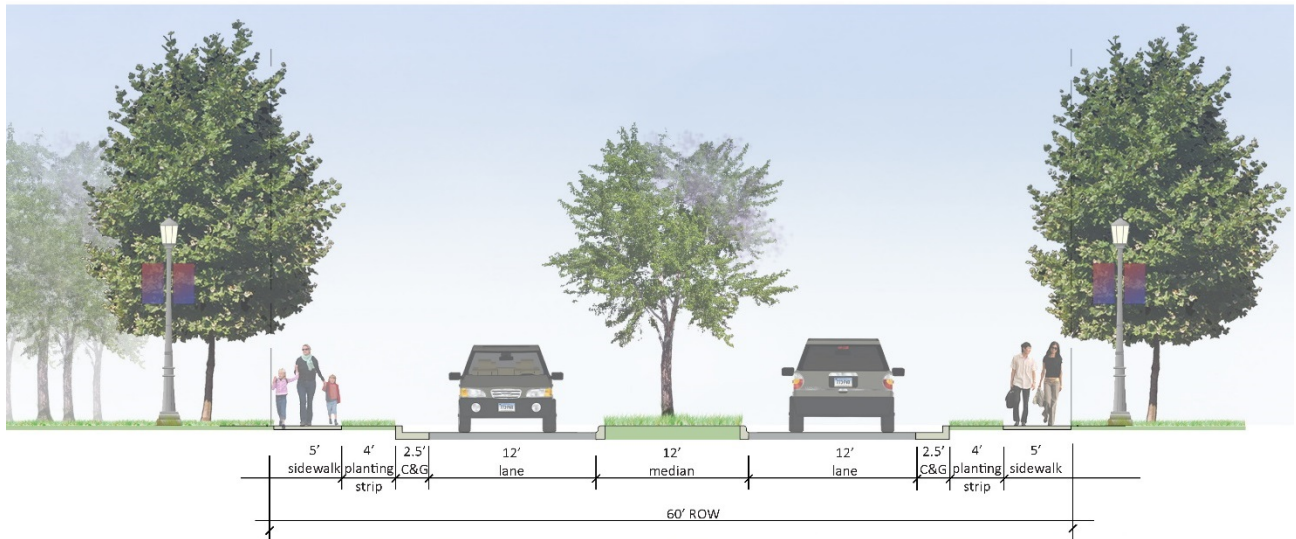 5' 4' 2.5' 12' 12' 12' 2.5' 4' 5'
sidewalk planting C&G lane median lane C&G planting sidewalk
strip strip
60' ROW